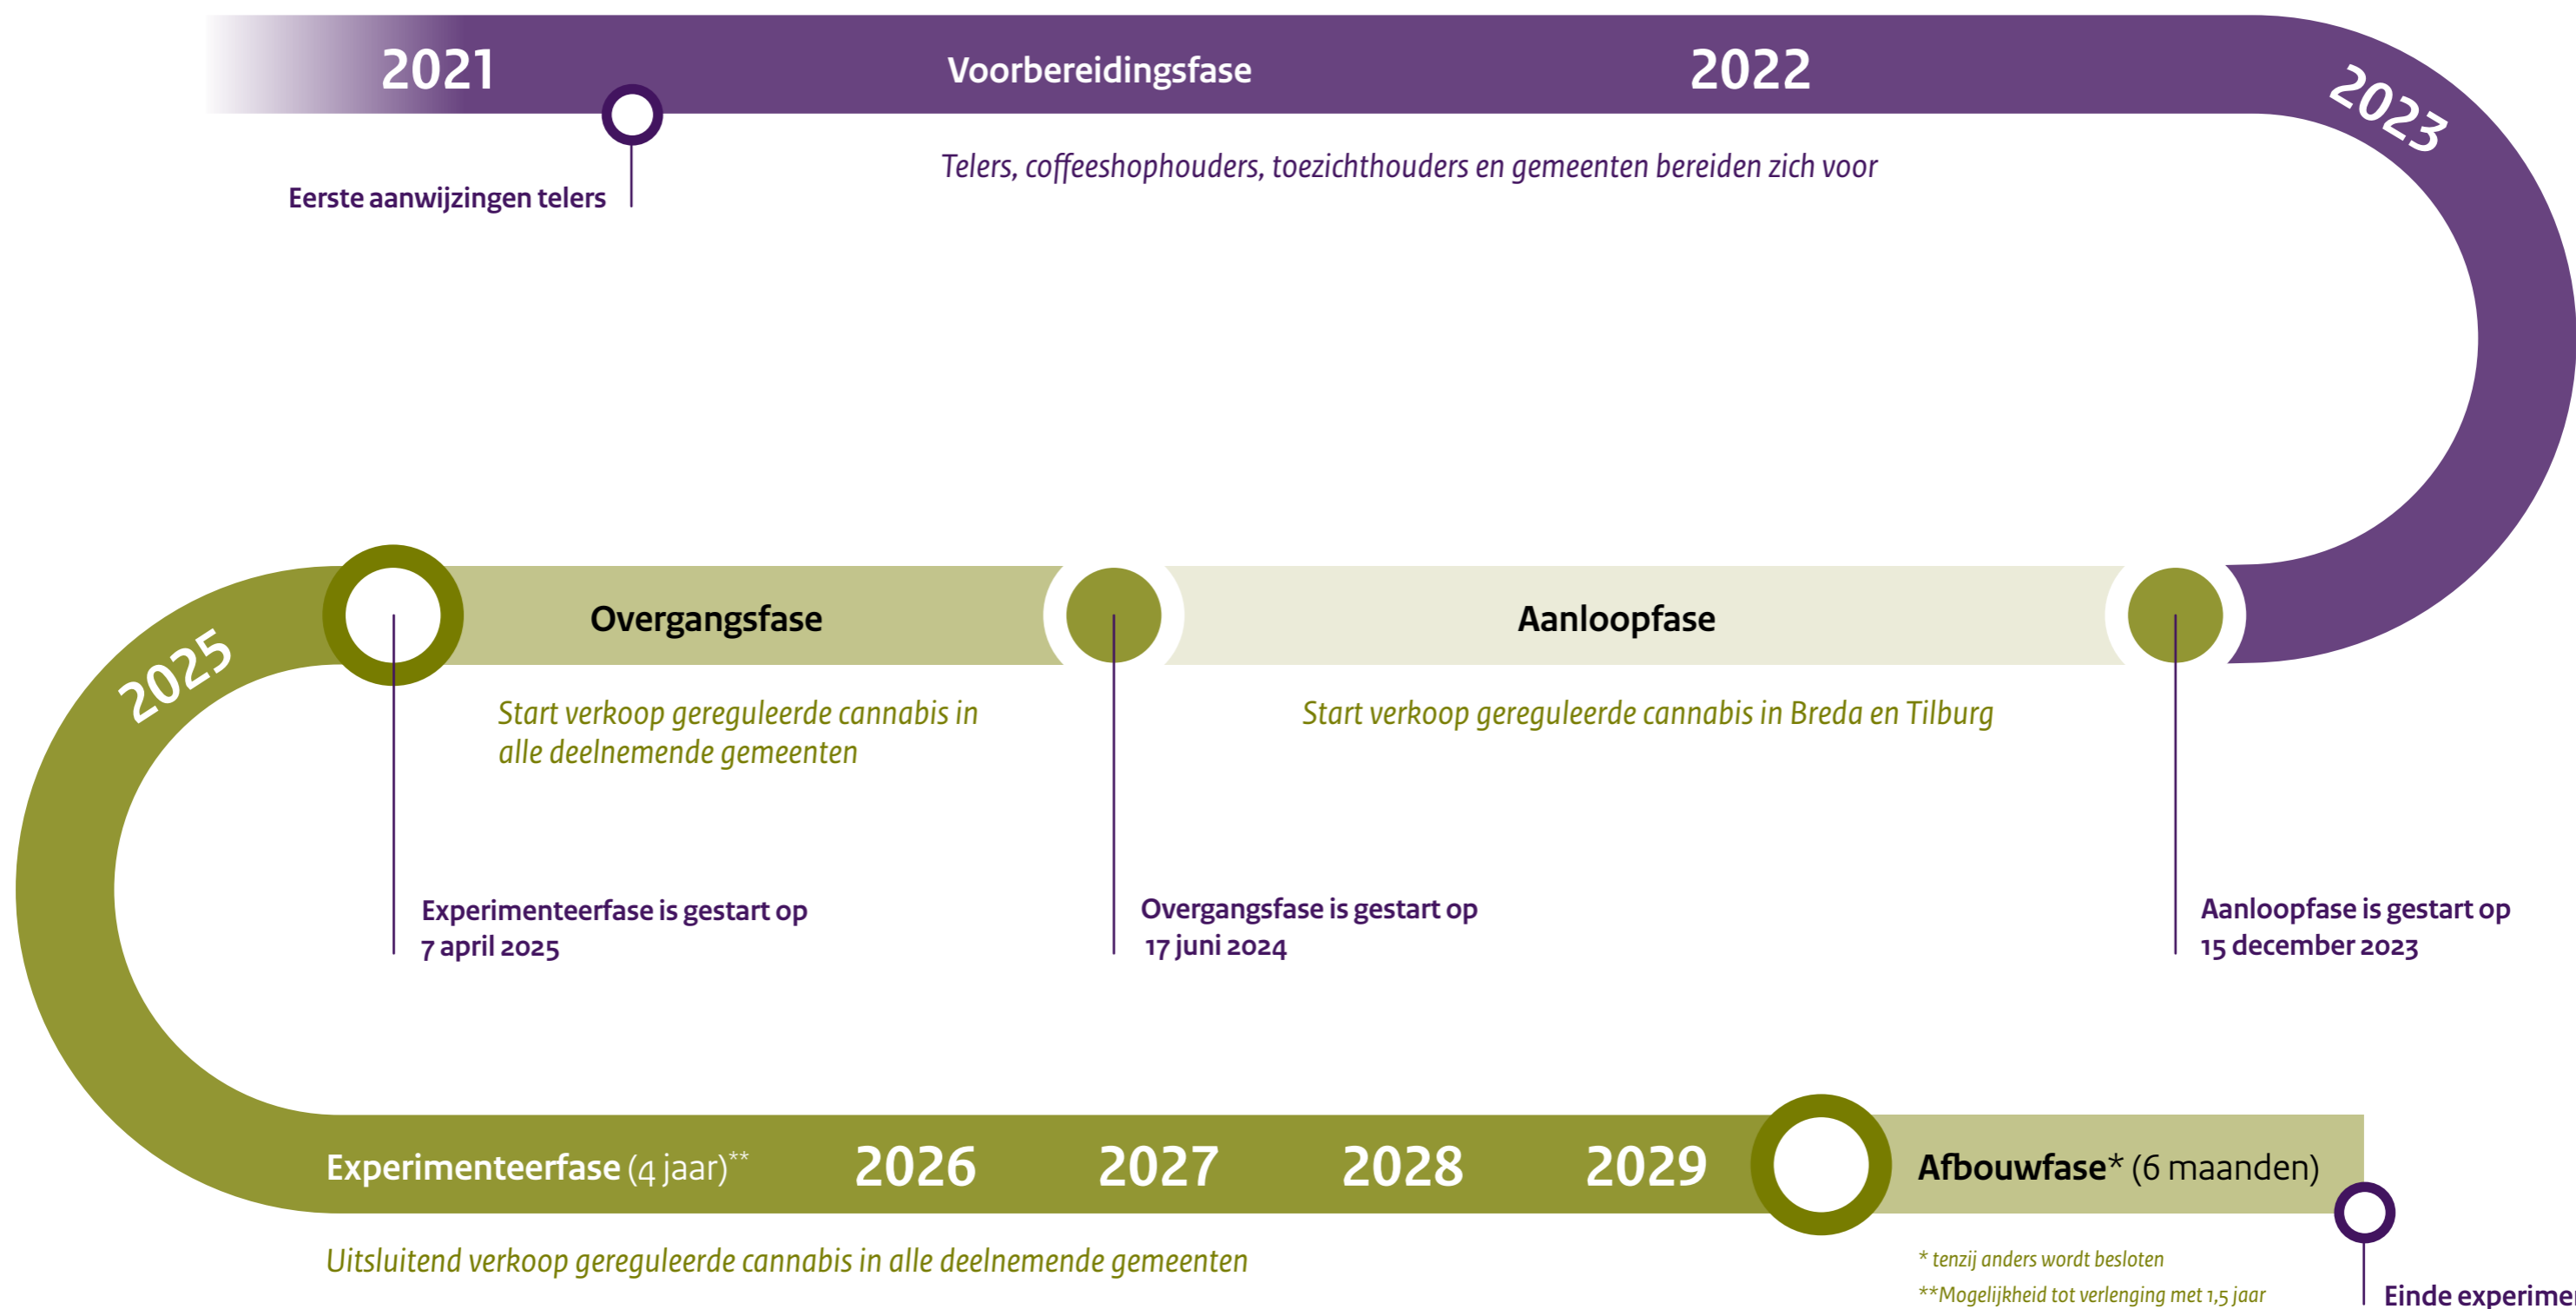 2021
Voorbereidingsfase
2022
2023
Telers, coffeeshophouders, toezichthouders en gemeenten bereiden zich voor
Eerste aanwijzingen telers
Aanloopfase
Start verkoop gereguleerde cannabis in Breda en Tilburg
Aanloopfase is gestart op
15 december 2023
Overgangsfase
Start verkoop gereguleerde cannabis in
alle deelnemende gemeenten
Overgangsfase is gestart op
17 juni 2024
2025
Experimenteerfase is gestart op
7 april 2025
Experimenteerfase (4 jaar)**
2026
2027
2028
2029
Afbouwfase* (6 maanden)
Uitsluitend verkoop gereguleerde cannabis in alle deelnemende gemeenten
* tenzij anders wordt besloten
**Mogelijkheid tot verlenging met 1,5 jaar
Einde